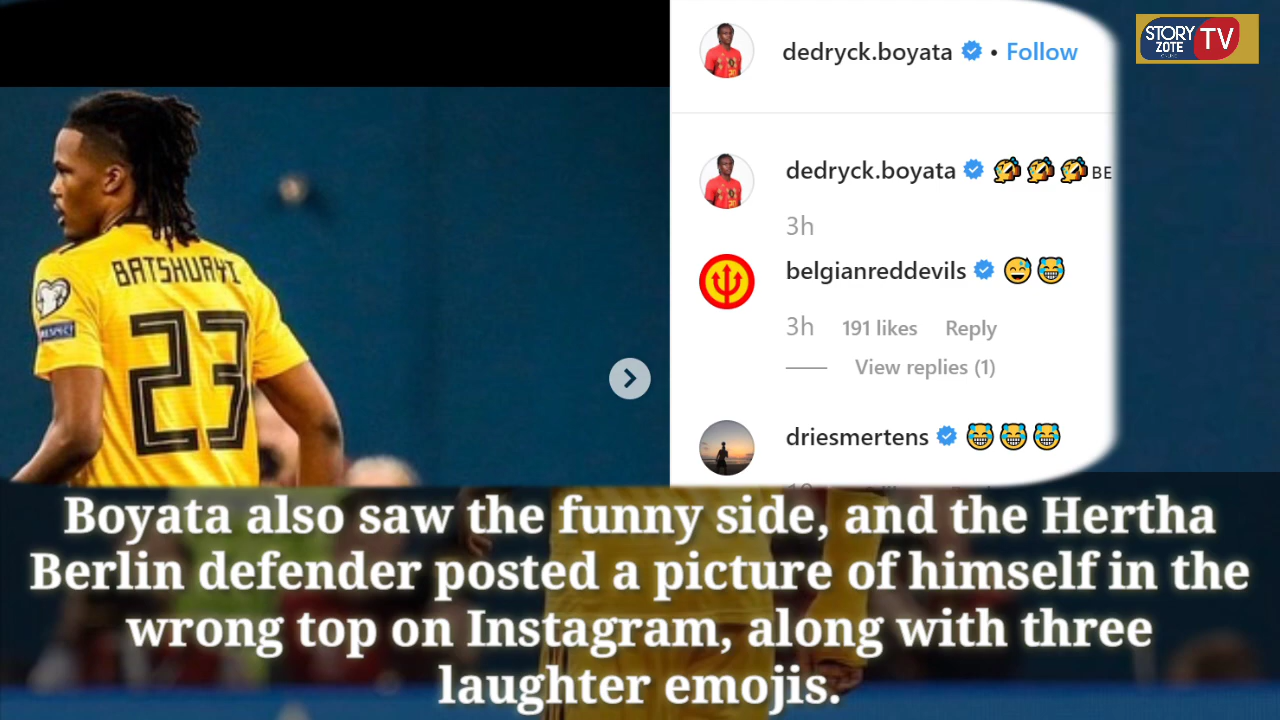 STORY
ZOTE
TV
dedryck.boyata • Follow
dedryck.boyata 🤣🤣🤣 BE
3h
belgianreddevils 😅😹
3h 191 likes Reply
View replies (1)
driesmertens 😹😹😹
BATSHUAYI
23
RESPECT
Boyata also saw the funny side, and the Hertha
Berlin defender posted a picture of himself in the
wrong top on Instagram, along with three
laughter emojis.